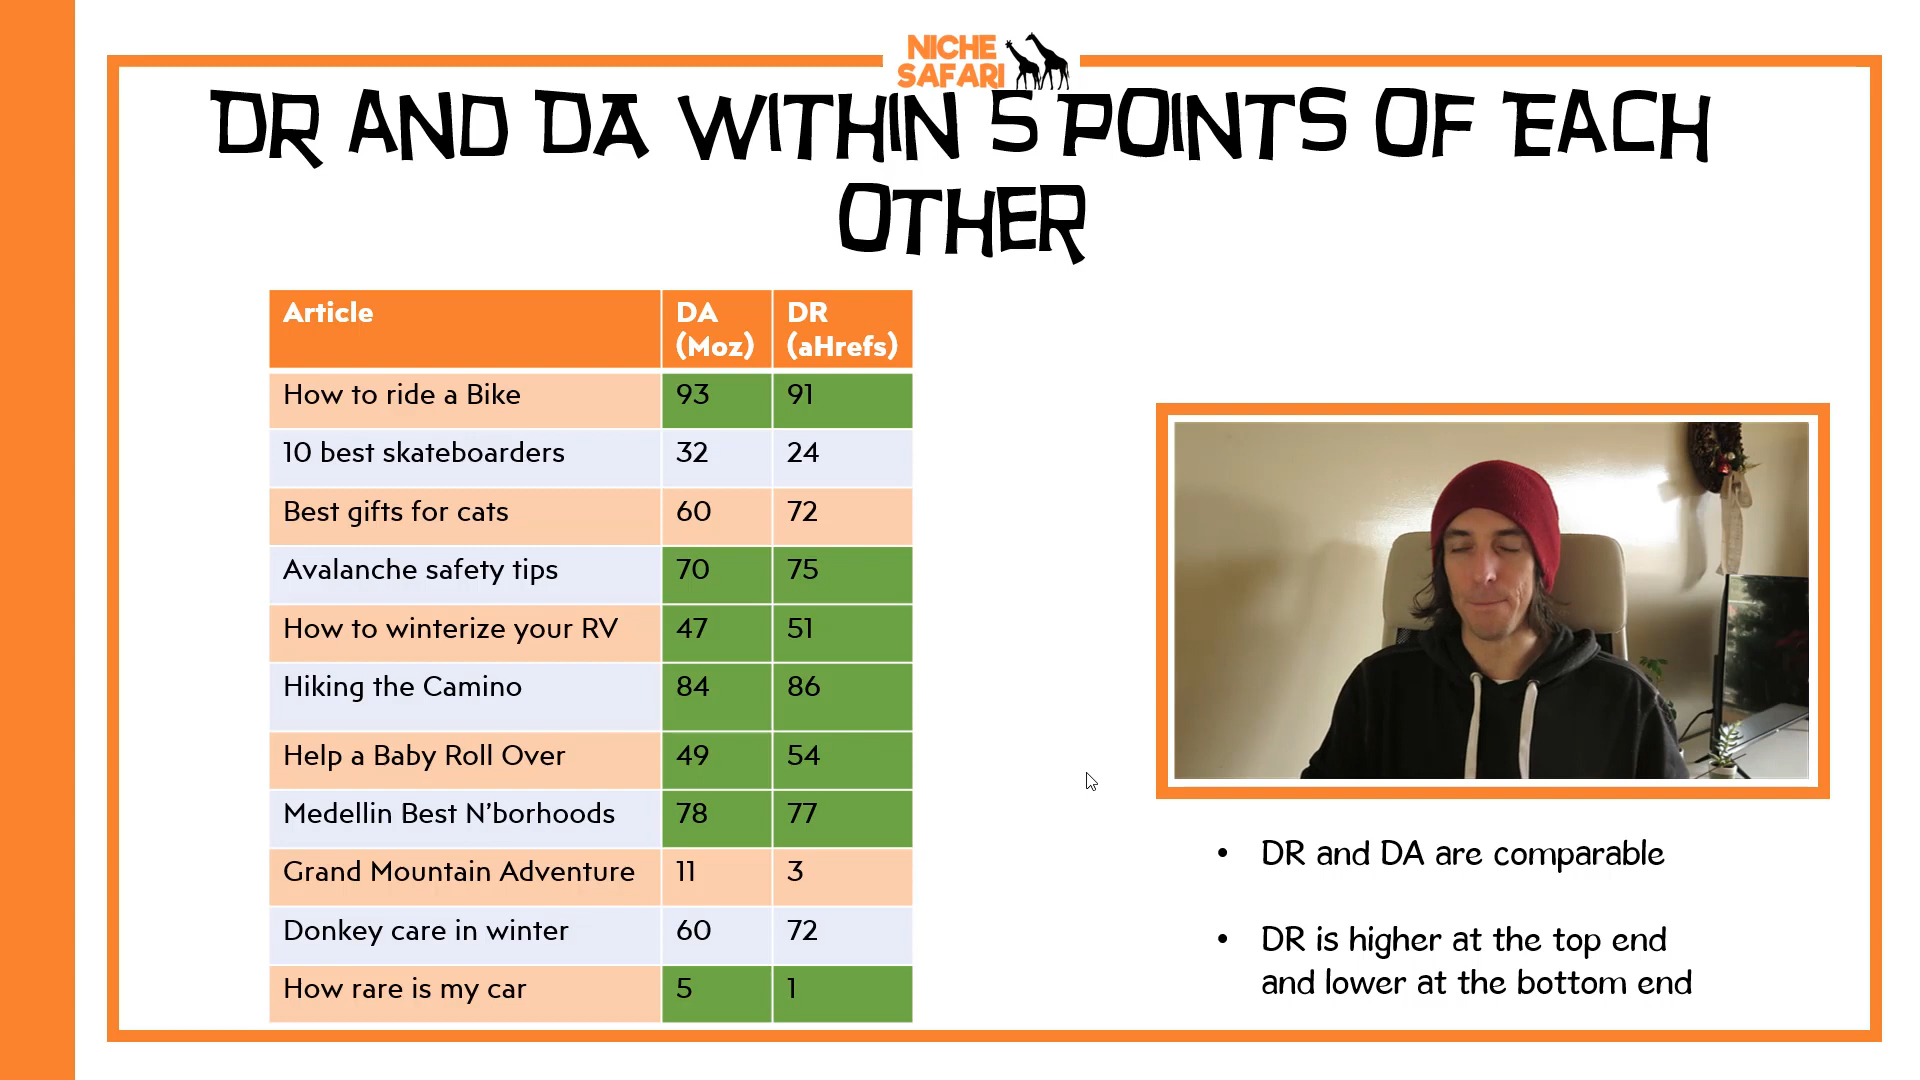 NICHE
SAFARI
DR AND DA WITHIN 5 POINTS OF EACH
OTHER
Article DA (Moz) DR (aHrefs)
How to ride a Bike 93 91
10 best skateboarders 32 24
Best gifts for cats 60 72
Avalanche safety tips 70 75
How to winterize your RV 47 51
Hiking the Camino 84 86
Help a Baby Roll Over 49 54
Medellin Best N'borhoods 78 77
Grand Mountain Adventure 11 3
Donkey care in winter 60 72
How rare is my car 5 1
• DR and DA are comparable
• DR is higher at the top end
and lower at the bottom end